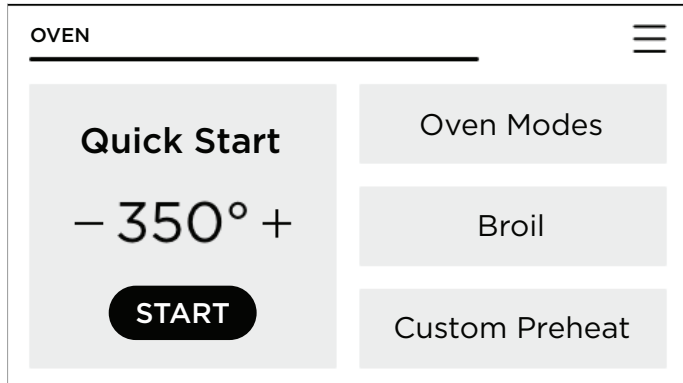 OVEN
Quick Start
− 350° +
START
Oven Modes
Broil
Custom Preheat